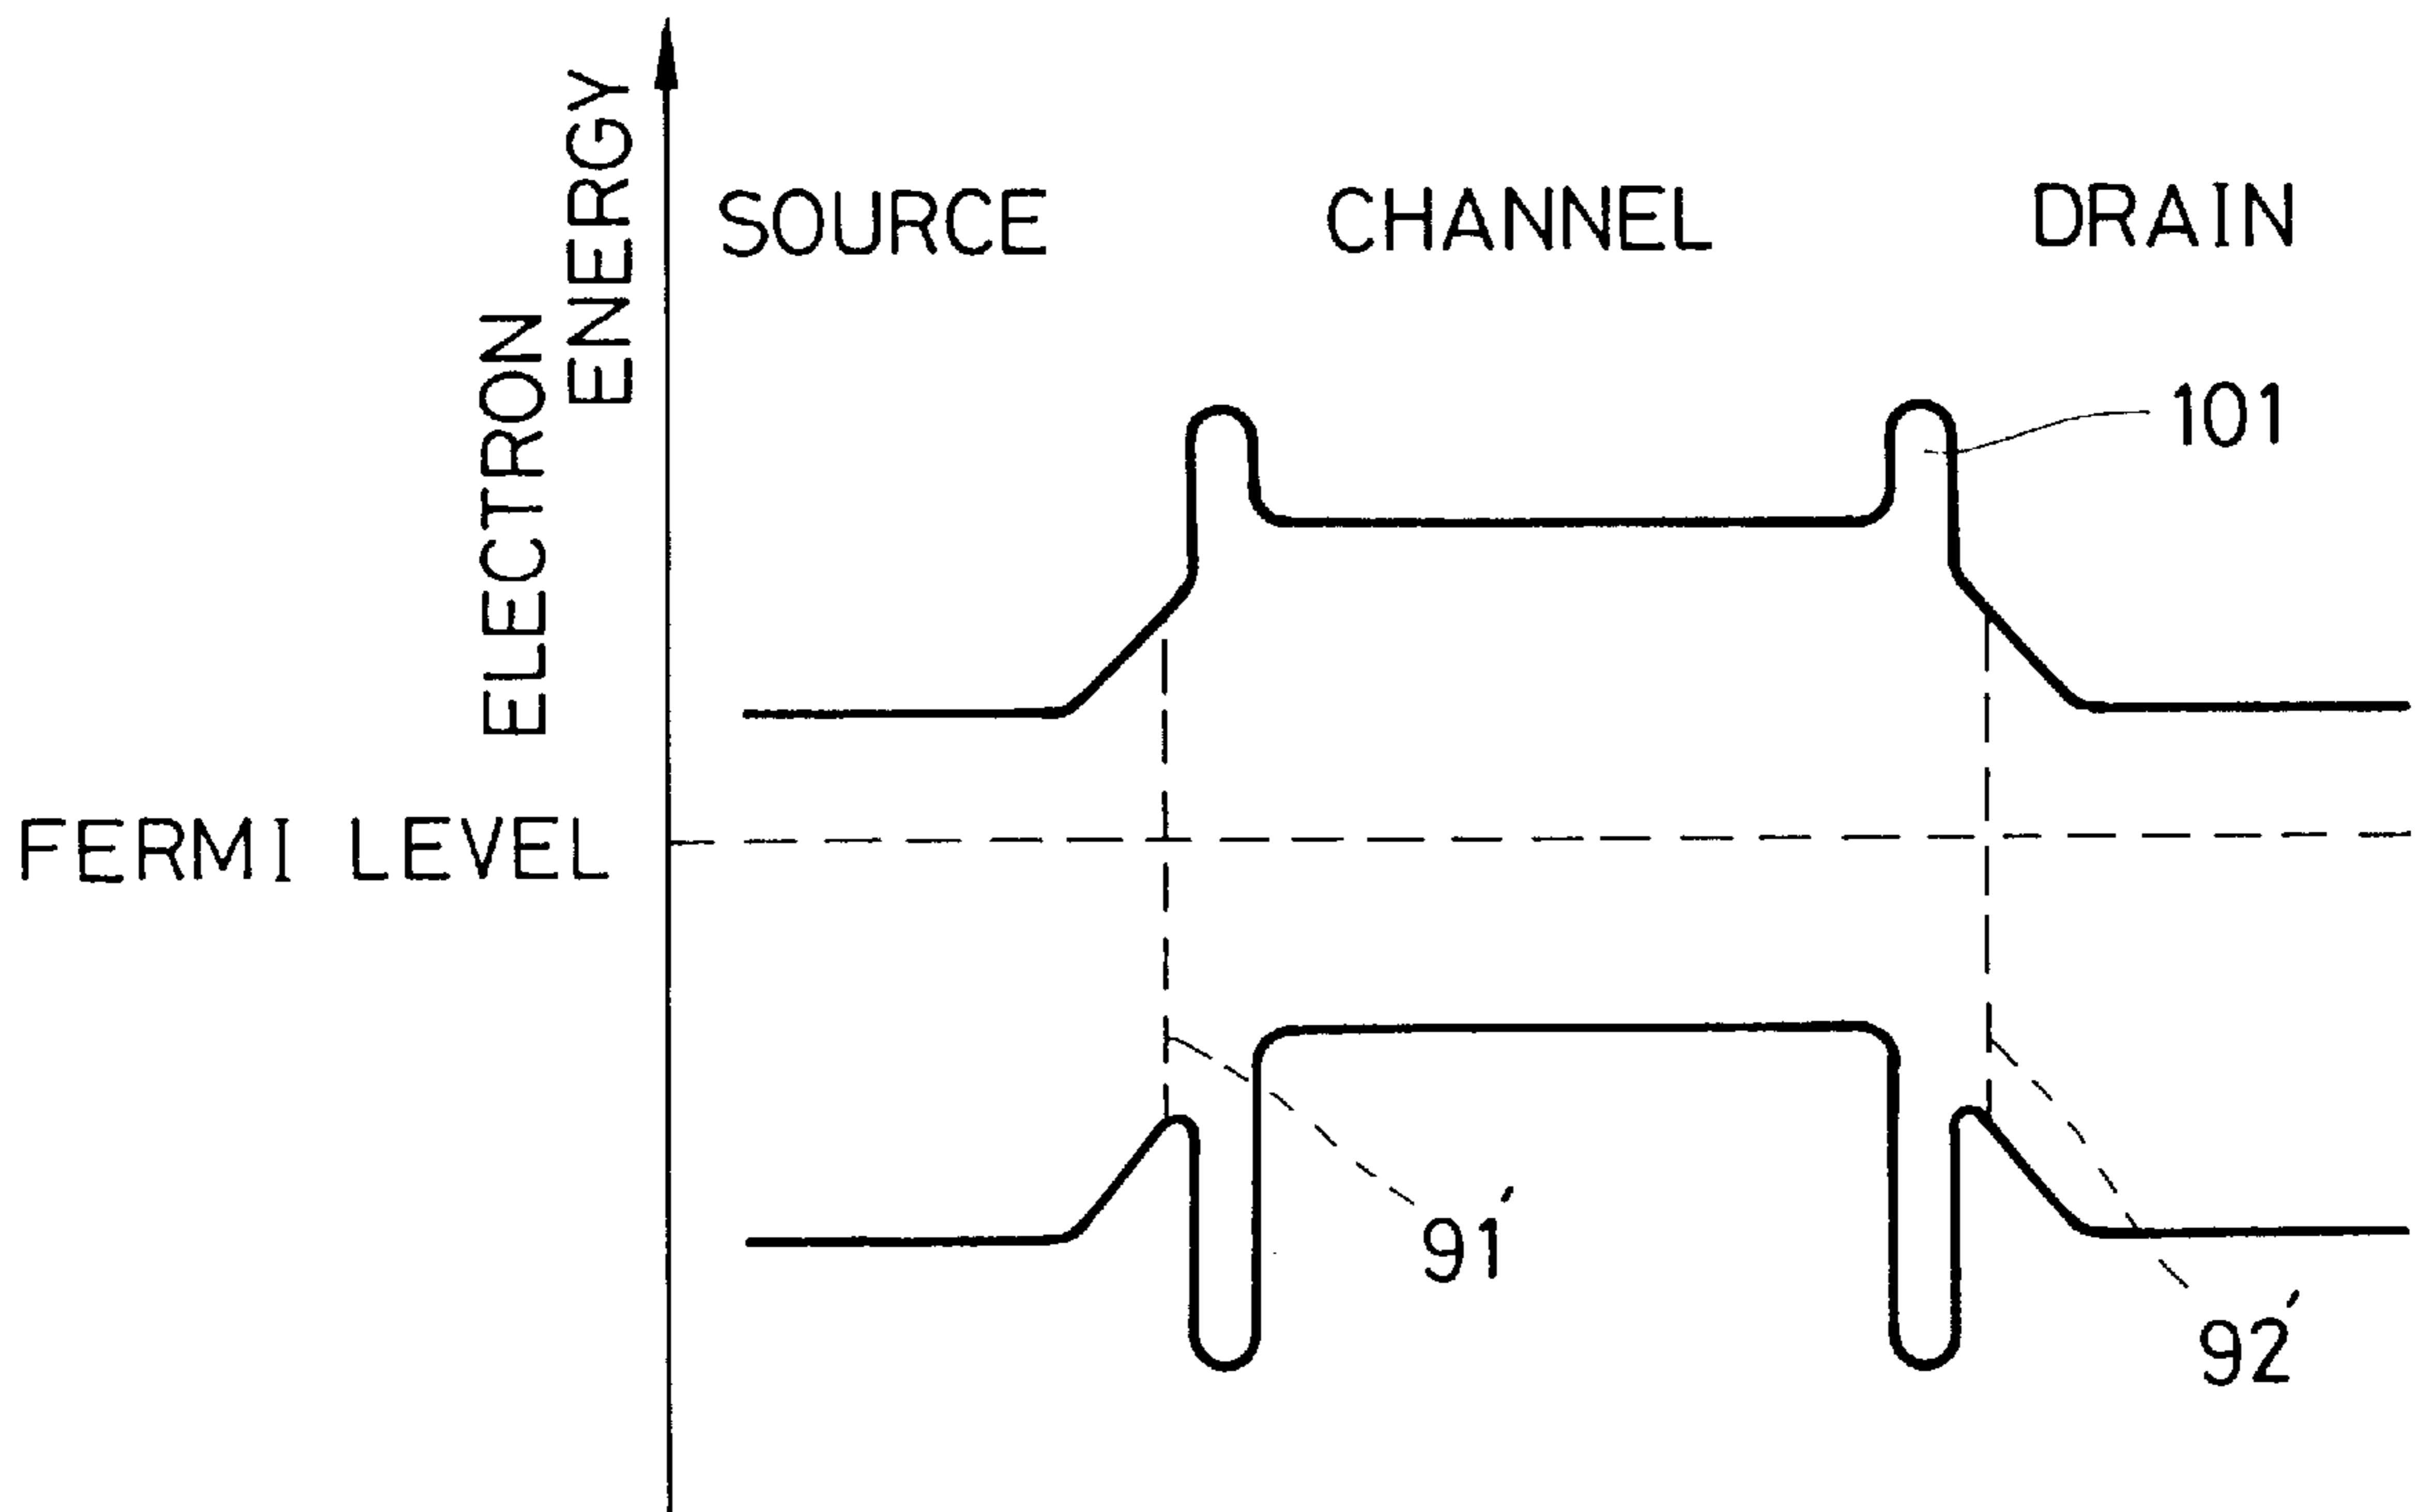 ELECTRON
ENERGY
SOURCE
CHANNEL
DRAIN
101
FERMI LEVEL
91′
92′